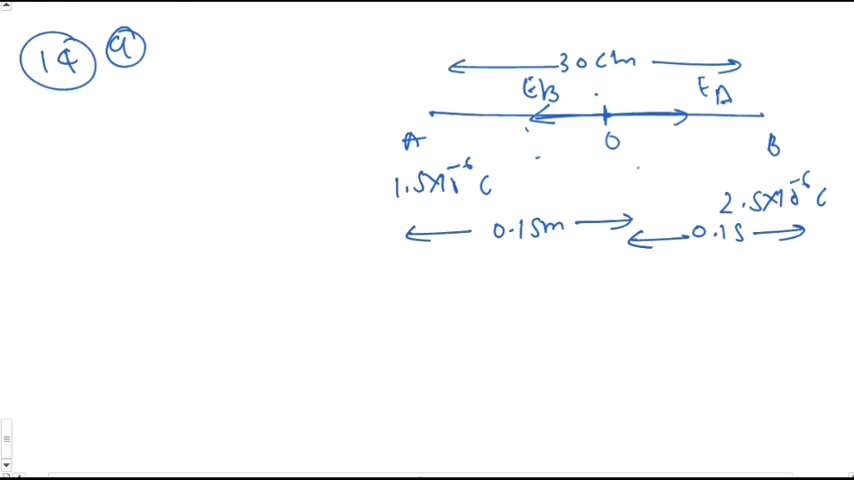 14 a
30 cm
EB EA
A O B
1.5×10⁻⁶ C 2.5×10⁻⁶ C
0.15m 0.15